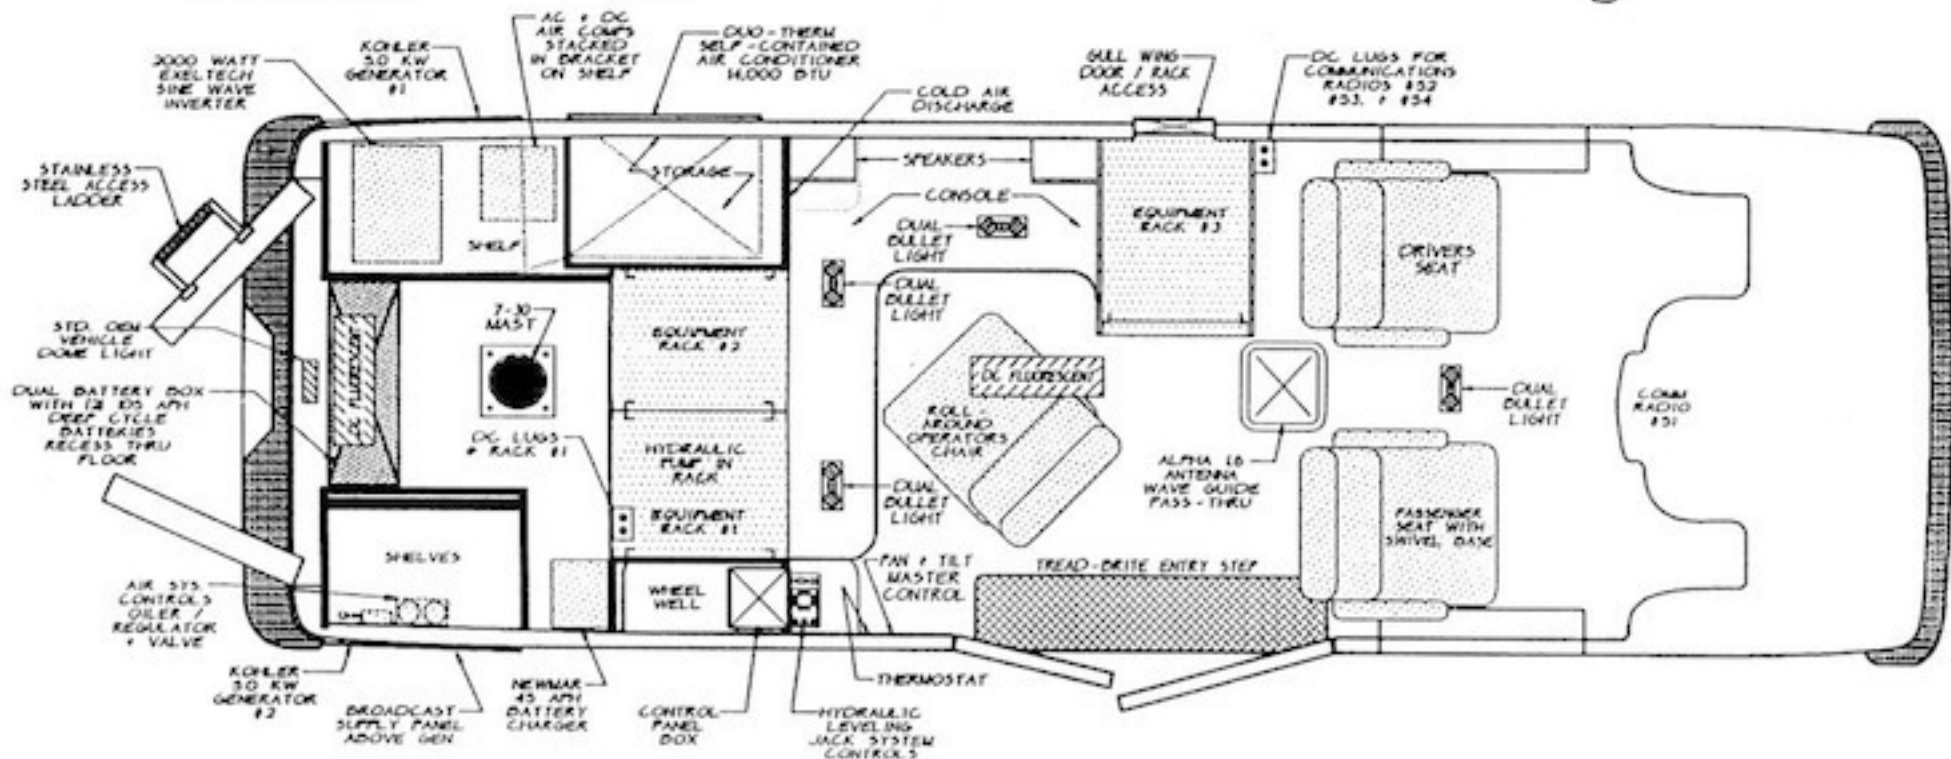 2000 WATT
EXELTECH
SINE WAVE
INVERTER
KOHLER
5.0 KW
GENERATOR
#1
AC + DC
AIR COMPS
STACKED
IN BRACKET
ON SHELF
DUO-THERM
SELF-CONTAINED
AIR CONDITIONER
14,000 BTU
COLD AIR
DISCHARGE
GULL WING
DOOR / RACK
ACCESS
DC LUGS FOR
COMMUNICATIONS
RADIOS #52
#53, + #54
STAINLESS
STEEL ACCESS
LADDER
STORAGE
SPEAKERS
CONSOLE
SHELF
DUAL
BULLET
LIGHT
EQUIPMENT
RACK #3
DRIVERS
SEAT
DUAL
BULLET
LIGHT
STD. OEM
VEHICLE
DOME LIGHT
DC FLUORESCENT
7-30
MAST
EQUIPMENT
RACK #2
DC FLUORESCENT
DUAL BATTERY BOX
WITH (2) 105 APH
DEEP CYCLE
BATTERIES
RECESS THRU
FLOOR
DUAL
BULLET
LIGHT
COMM
RADIO
#51
ROLL -
AROUND
OPERATORS
CHAIR
DC LUGS
+ RACK #1
HYDRAULIC
PUMP IN
RACK
ALPHA 16
ANTENNA
WAVE GUIDE
PASS-THRU
DUAL
BULLET
LIGHT
EQUIPMENT
RACK #1
PASSENGER
SEAT WITH
SWIVEL BASE
SHELVES
PAN + TILT
MASTER
CONTROL
TREAD-BRITE ENTRY STEP
AIR SYS.
CONTROLS
OILER /
REGULATOR
+ VALVE
WHEEL
WELL
KOHLER
5.0 KW
GENERATOR
#2
BROADCAST
SUPPLY PANEL
ABOVE GEN.
NEWMAR
45 APH
BATTERY
CHARGER
CONTROL
PANEL
BOX
THERMOSTAT
HYDRAULIC
LEVELING
JACK SYSTEM
CONTROLS